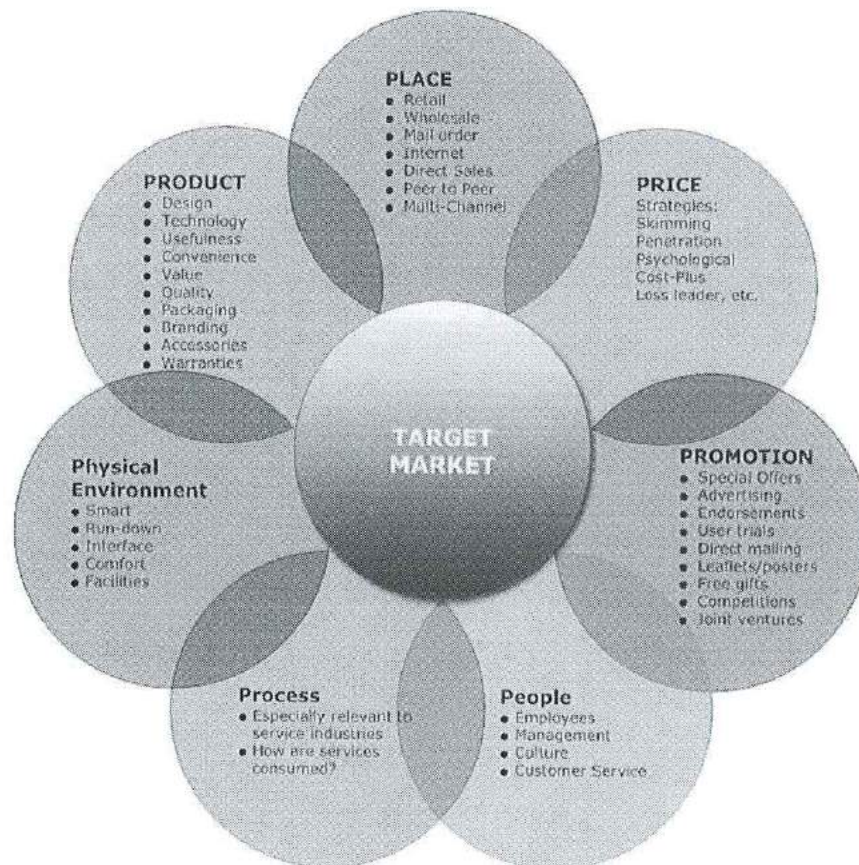 PLACE
● Retail
● Wholesale
● Mail order
● Internet
● Direct Sales
● Peer to Peer
● Multi-Channel
PRODUCT
● Design
● Technology
● Usefulness
● Convenience
● Value
● Quality
● Packaging
● Branding
● Accessories
● Warranties
PRICE
Strategies:
Skimming
Penetration
Psychological
Cost-Plus
Loss leader, etc.
TARGET
MARKET
Physical
Environment
● Smart
● Run-down
● Interface
● Comfort
● Facilities
PROMOTION
● Special Offers
● Advertising
● Endorsements
● User trials
● Direct mailing
● Leaflets/posters
● Free gifts
● Competitions
● Joint ventures
Process
● Especially relevant to
service industries
● How are services
consumed?
People
● Employees
● Management
● Culture
● Customer Service